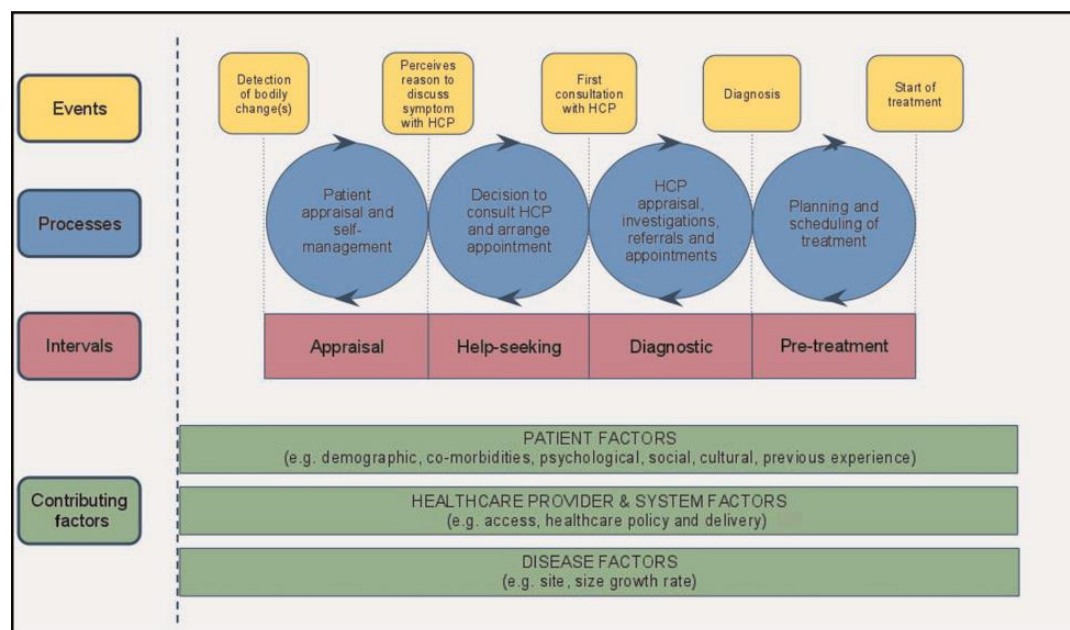 Events
Detection
of bodily
change(s)
Perceives
reason to
discuss
symptom
with HCP
First
consultation
with HCP
Diagnosis
Start of
treatment
Processes
Patient
appraisal and
self-
management
Decision to
consult HCP
and arrange
appointment
HCP
appraisal,
investigations,
referrals and
appointments
Planning and
scheduling of
treatment
Intervals
Appraisal
Help-seeking
Diagnostic
Pre-treatment
Contributing
factors
PATIENT FACTORS
(e.g. demographic, co-morbidities, psychological, social, cultural, previous experience)
HEALTHCARE PROVIDER & SYSTEM FACTORS
(e.g. access, healthcare policy and delivery)
DISEASE FACTORS
(e.g. site, size growth rate)